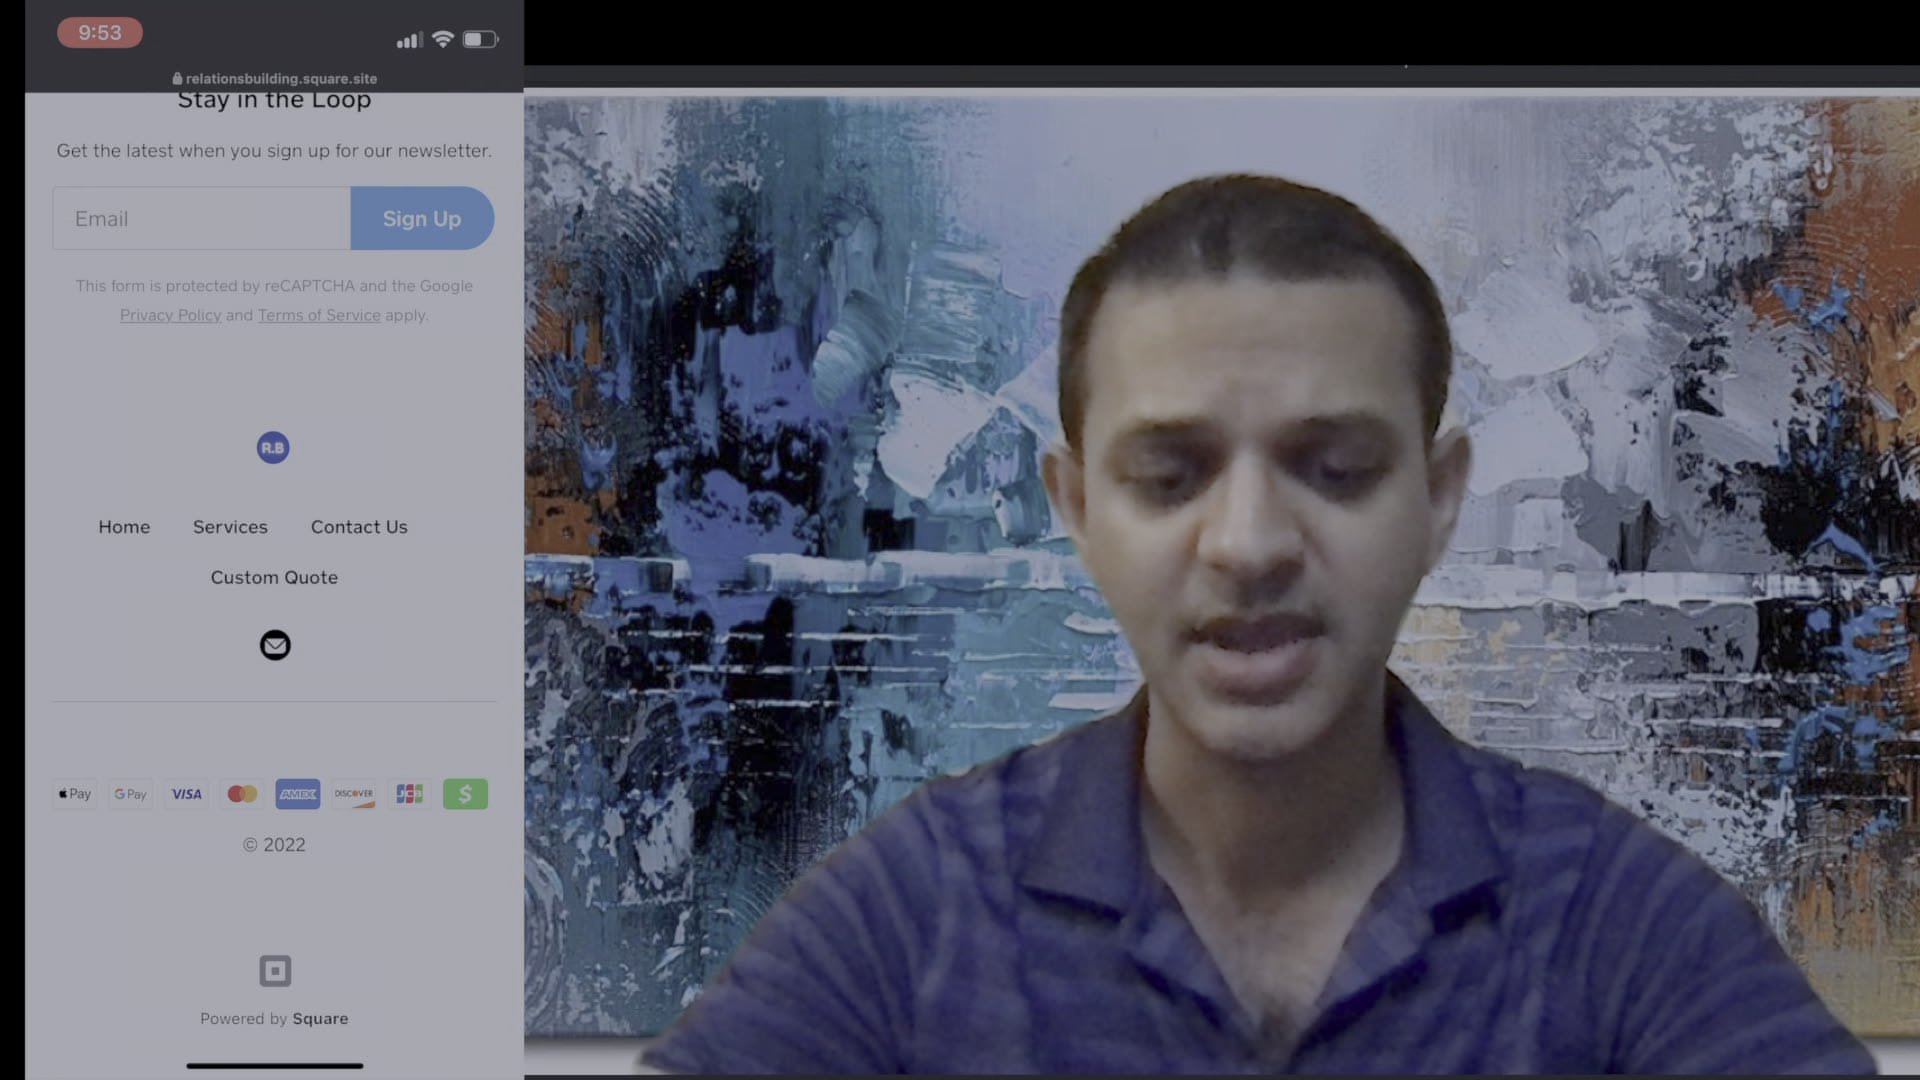 9:53
relationsbuilding.square.site
Stay in the Loop
Get the latest when you sign up for our newsletter.
Email
Sign Up
This form is protected by reCAPTCHA and the Google
Privacy Policy and Terms of Service apply.
R.B
Home Services Contact Us
Custom Quote
Pay G Pay VISA AMEX DISCOVER JCB $
© 2022
Powered by Square